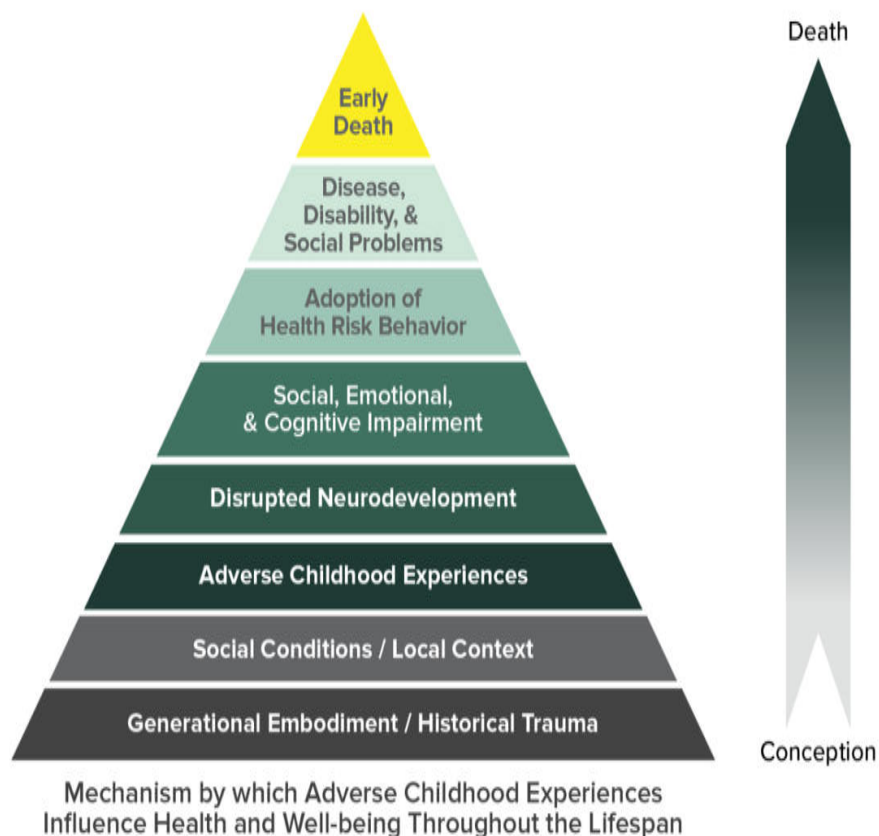 Death
Early
Death
Disease,
Disability, &
Social Problems
Adoption of
Health Risk Behavior
Social, Emotional,
& Cognitive Impairment
Disrupted Neurodevelopment
Adverse Childhood Experiences
Social Conditions / Local Context
Generational Embodiment / Historical Trauma
Conception
Mechanism by which Adverse Childhood Experiences
Influence Health and Well-being Throughout the Lifespan